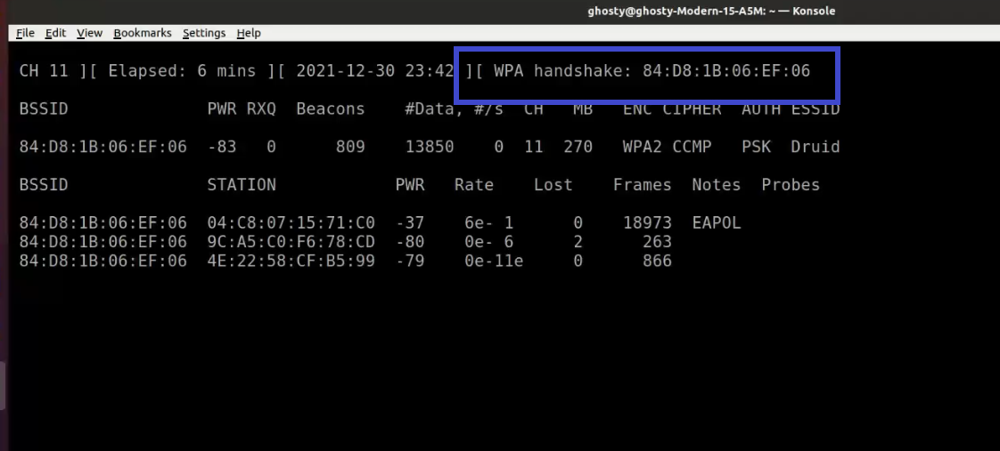 ghosty@ghosty-Modern-15-A5M: ~ — Konsole
File Edit View Bookmarks Settings Help
CH 11 ][ Elapsed: 6 mins ][ 2021-12-30 23:42 ][ WPA handshake: 84:D8:1B:06:EF:06
BSSID PWR RXQ Beacons #Data, #/s CH MB ENC CIPHER AUTH ESSID
84:D8:1B:06:EF:06 -83 0 809 13850 0 11 270 WPA2 CCMP PSK Druid
BSSID STATION PWR Rate Lost Frames Notes Probes
84:D8:1B:06:EF:06 04:C8:07:15:71:C0 -37 6e- 1 0 18973 EAPOL
84:D8:1B:06:EF:06 9C:A5:C0:F6:78:CD -80 0e- 6 2 263
84:D8:1B:06:EF:06 4E:22:58:CF:B5:99 -79 0e-11e 0 866